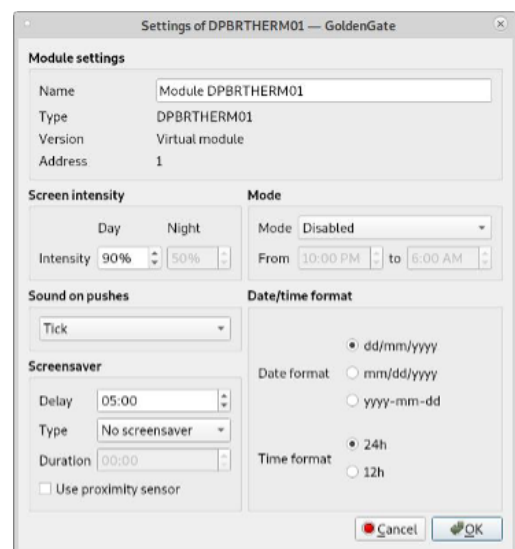 Settings of DPBRTHERM01 — GoldenGate
Module settings
Name Module DPBRTHERM01
Type DPBRTHERM01
Version Virtual module
Address 1
Screen intensity
Day Night
Intensity 90% 50%
Mode
Mode Disabled
From 10:00 PM to 6:00 AM
Sound on pushes
Tick
Date/time format
Date format
dd/mm/yyyy
mm/dd/yyyy
yyyy-mm-dd
Time format
24h
12h
Screensaver
Delay 05:00
Type No screensaver
Duration 00:00
Use proximity sensor
Cancel OK